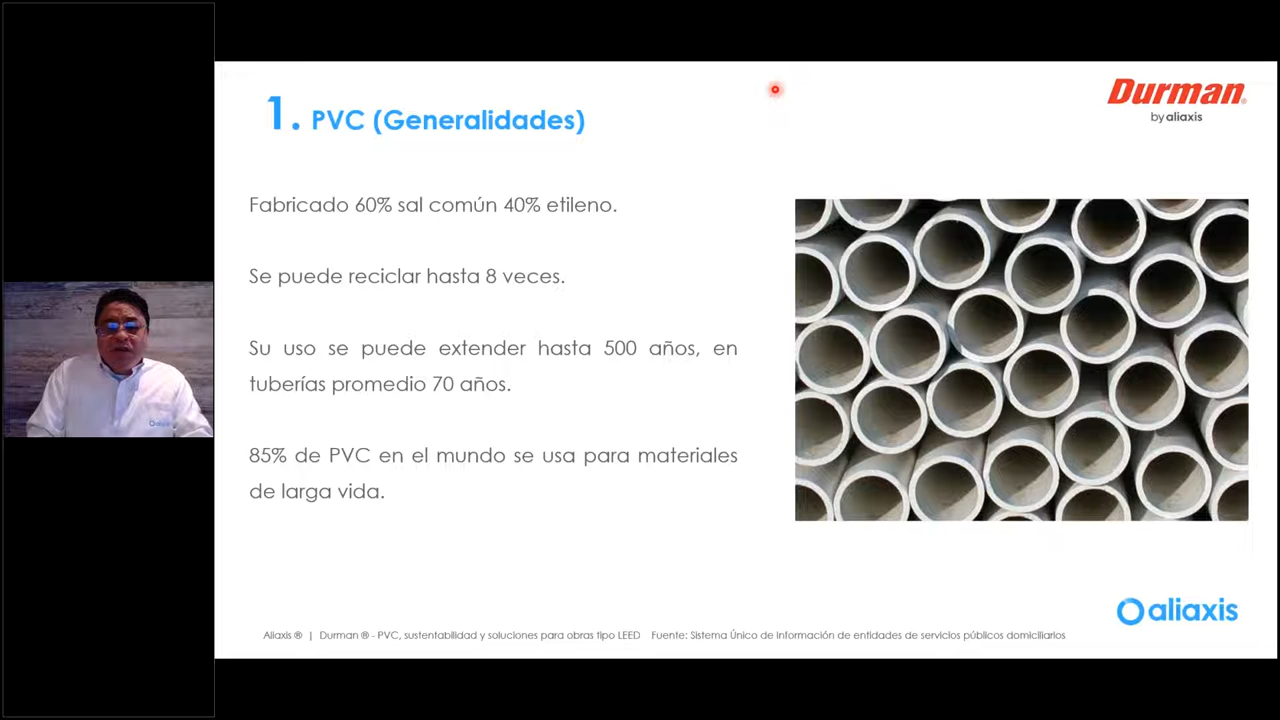 1. PVC (Generalidades)
Durman®
by aliaxis
Fabricado 60% sal común 40% etileno.
Se puede reciclar hasta 8 veces.
Su uso se puede extender hasta 500 años, en
tuberías promedio 70 años.
85% de PVC en el mundo se usa para materiales
de larga vida.
aliaxis
aliaxis
Aliaxis ® | Durman ® - PVC, sustentabilidad y soluciones para obras tipo LEED Fuente: Sistema Único de Información de entidades de servicios públicos domiciliarios